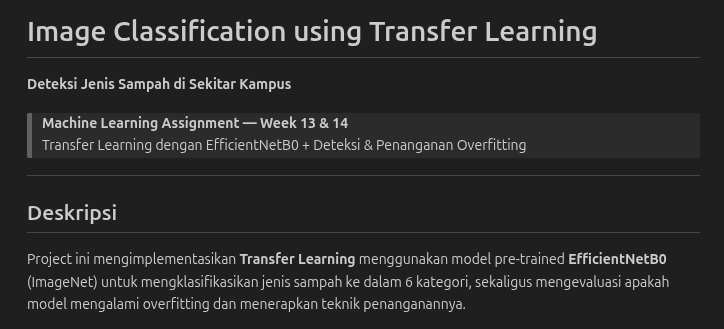 Image Classification using Transfer Learning
Deteksi Jenis Sampah di Sekitar Kampus
Machine Learning Assignment — Week 13 & 14
Transfer Learning dengan EfficientNetB0 + Deteksi & Penanganan Overfitting
Deskripsi
Project ini mengimplementasikan Transfer Learning menggunakan model pre-trained EfficientNetB0
(ImageNet) untuk mengklasifikasikan jenis sampah ke dalam 6 kategori, sekaligus mengevaluasi apakah
model mengalami overfitting dan menerapkan teknik penanganannya.